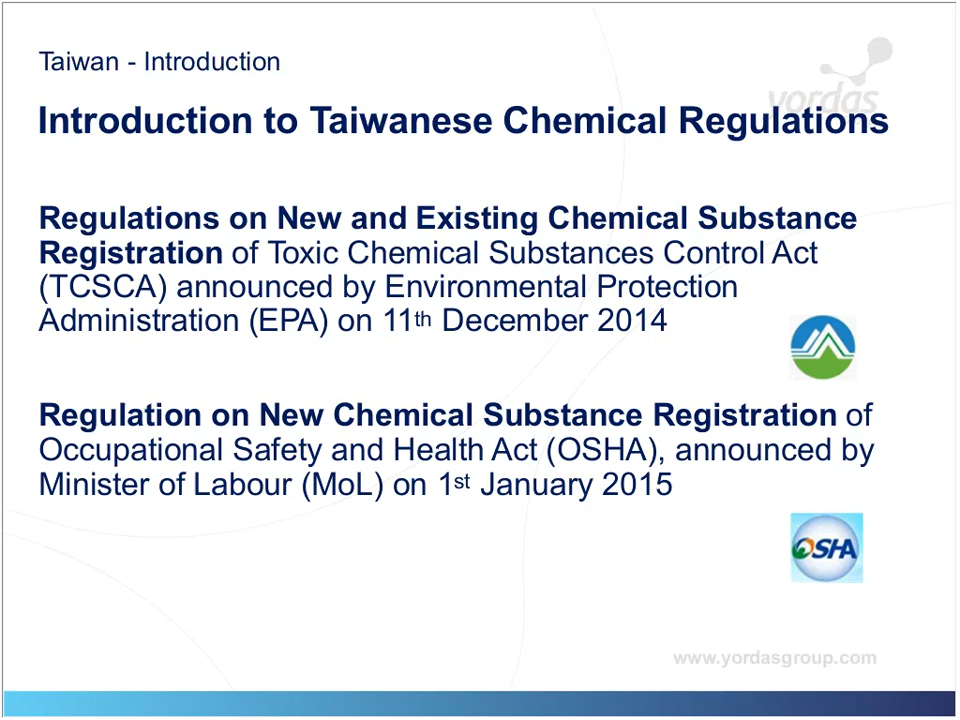 Taiwan - Introduction
yordas
Introduction to Taiwanese Chemical Regulations
Regulations on New and Existing Chemical Substance
Registration of Toxic Chemical Substances Control Act
(TCSCA) announced by Environmental Protection
Administration (EPA) on 11th December 2014
Regulation on New Chemical Substance Registration of
Occupational Safety and Health Act (OSHA), announced by
Minister of Labour (MoL) on 1st January 2015
OSHA
www.yordasgroup.com